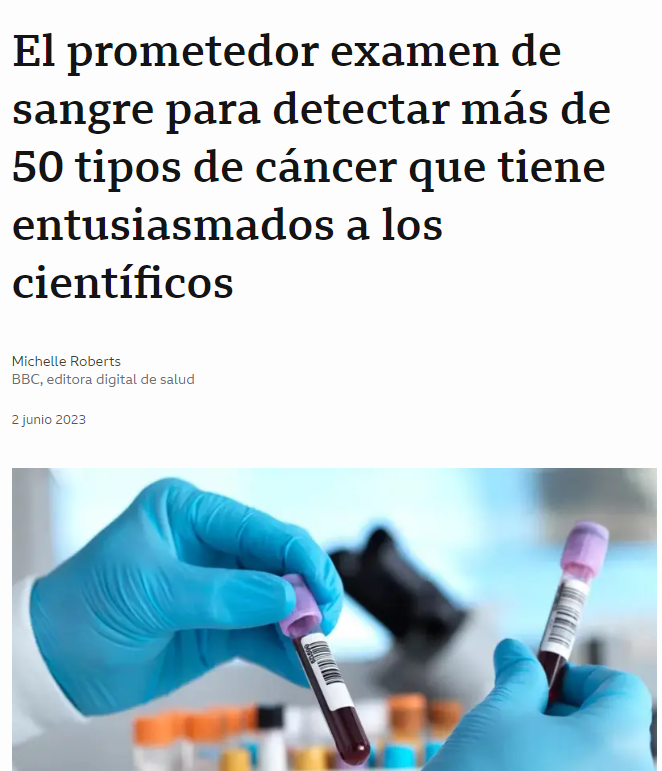 El prometedor examen de
sangre para detectar más de
50 tipos de cáncer que tiene
entusiasmados a los
científicos
Michelle Roberts
BBC, editora digital de salud
2 junio 2023